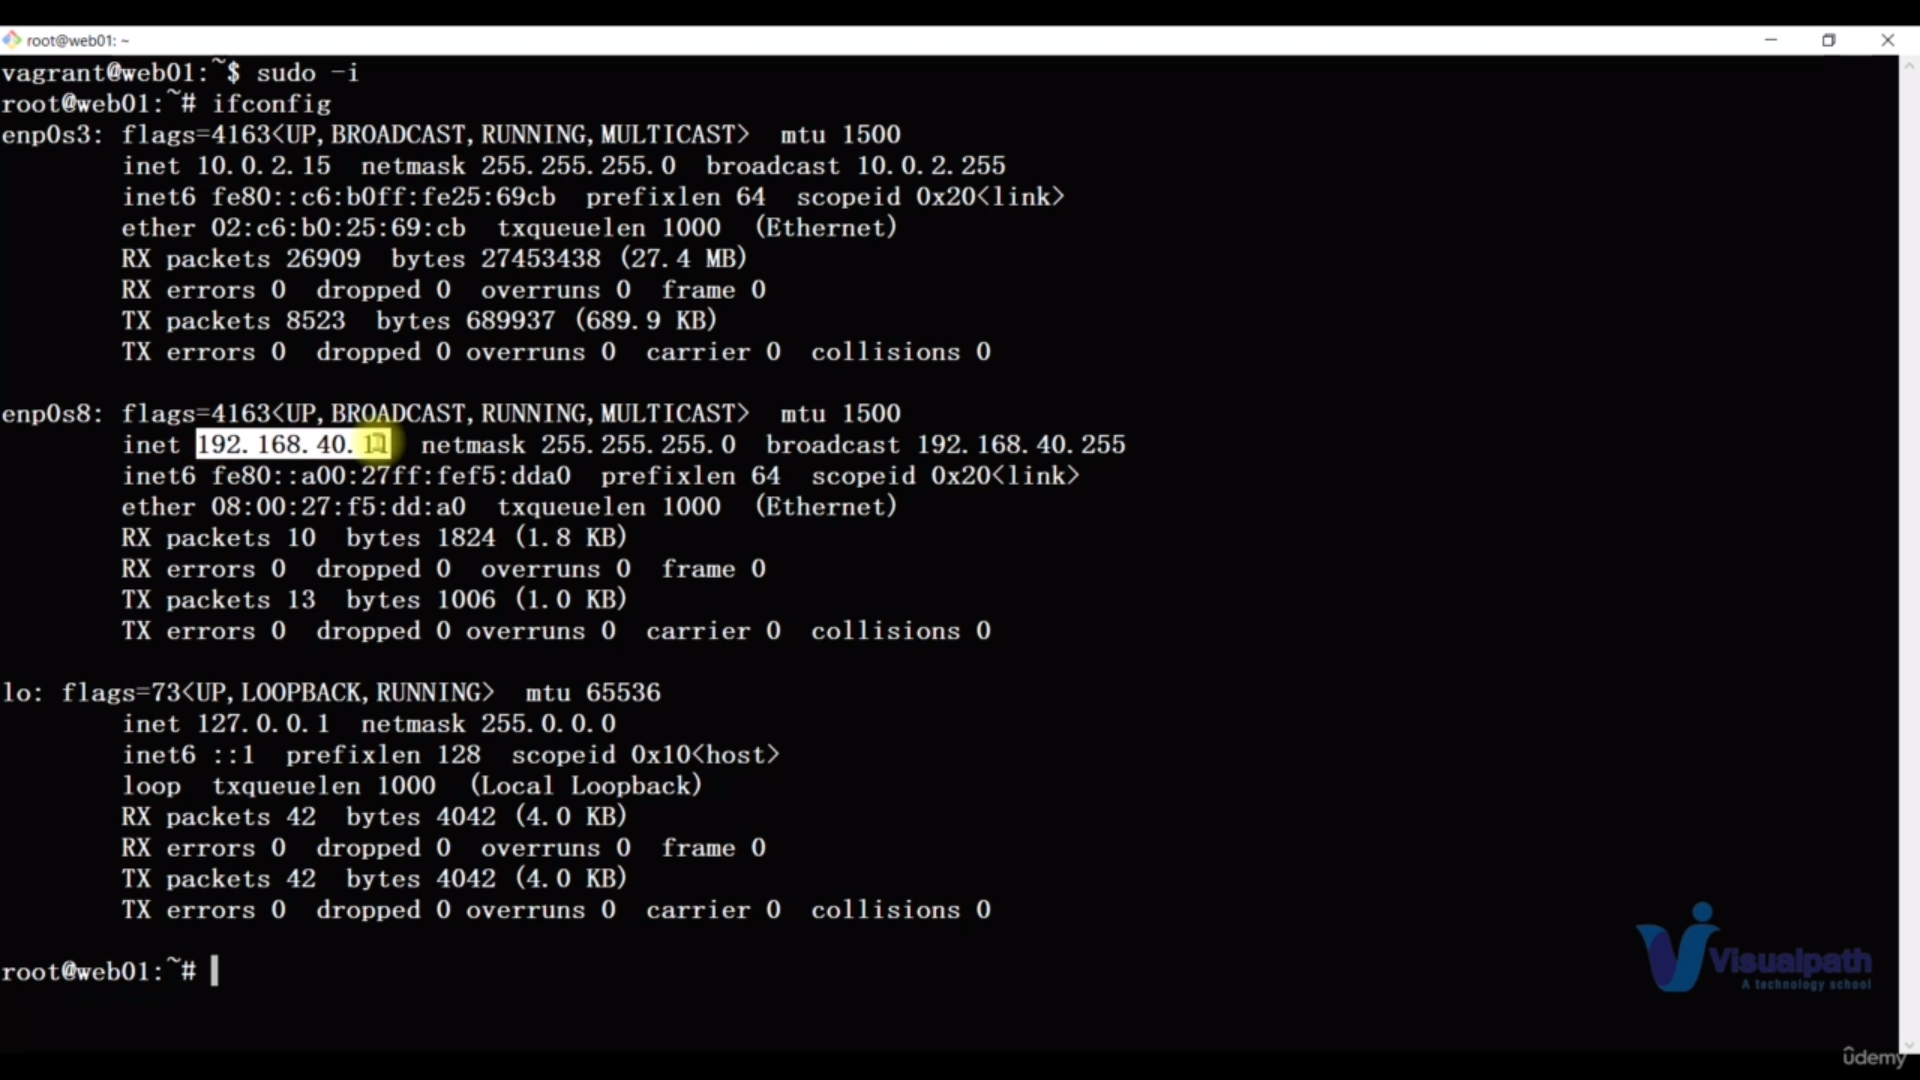 root@web01: ~
vagrant@web01:~$ sudo -i
root@web01:~# ifconfig
enp0s3: flags=4163<UP,BROADCAST,RUNNING,MULTICAST>  mtu 1500
        inet 10.0.2.15  netmask 255.255.255.0  broadcast 10.0.2.255
        inet6 fe80::c6:b0ff:fe25:69cb  prefixlen 64  scopeid 0x20<link>
        ether 02:c6:b0:25:69:cb  txqueuelen 1000  (Ethernet)
        RX packets 26909  bytes 27453438 (27.4 MB)
        RX errors 0  dropped 0  overruns 0  frame 0
        TX packets 8523  bytes 689937 (689.9 KB)
        TX errors 0  dropped 0 overruns 0  carrier 0  collisions 0
enp0s8: flags=4163<UP,BROADCAST,RUNNING,MULTICAST>  mtu 1500
        inet 192.168.40.11  netmask 255.255.255.0  broadcast 192.168.40.255
        inet6 fe80::a00:27ff:fef5:dda0  prefixlen 64  scopeid 0x20<link>
        ether 08:00:27:f5:dd:a0  txqueuelen 1000  (Ethernet)
        RX packets 10  bytes 1824 (1.8 KB)
        RX errors 0  dropped 0  overruns 0  frame 0
        TX packets 13  bytes 1006 (1.0 KB)
        TX errors 0  dropped 0 overruns 0  carrier 0  collisions 0
lo: flags=73<UP,LOOPBACK,RUNNING>  mtu 65536
        inet 127.0.0.1  netmask 255.0.0.0
        inet6 ::1  prefixlen 128  scopeid 0x10<host>
        loop  txqueuelen 1000  (Local Loopback)
        RX packets 42  bytes 4042 (4.0 KB)
        RX errors 0  dropped 0  overruns 0  frame 0
        TX packets 42  bytes 4042 (4.0 KB)
        TX errors 0  dropped 0 overruns 0  carrier 0  collisions 0
root@web01:~#
Visualpath
A technology school
ûdemy